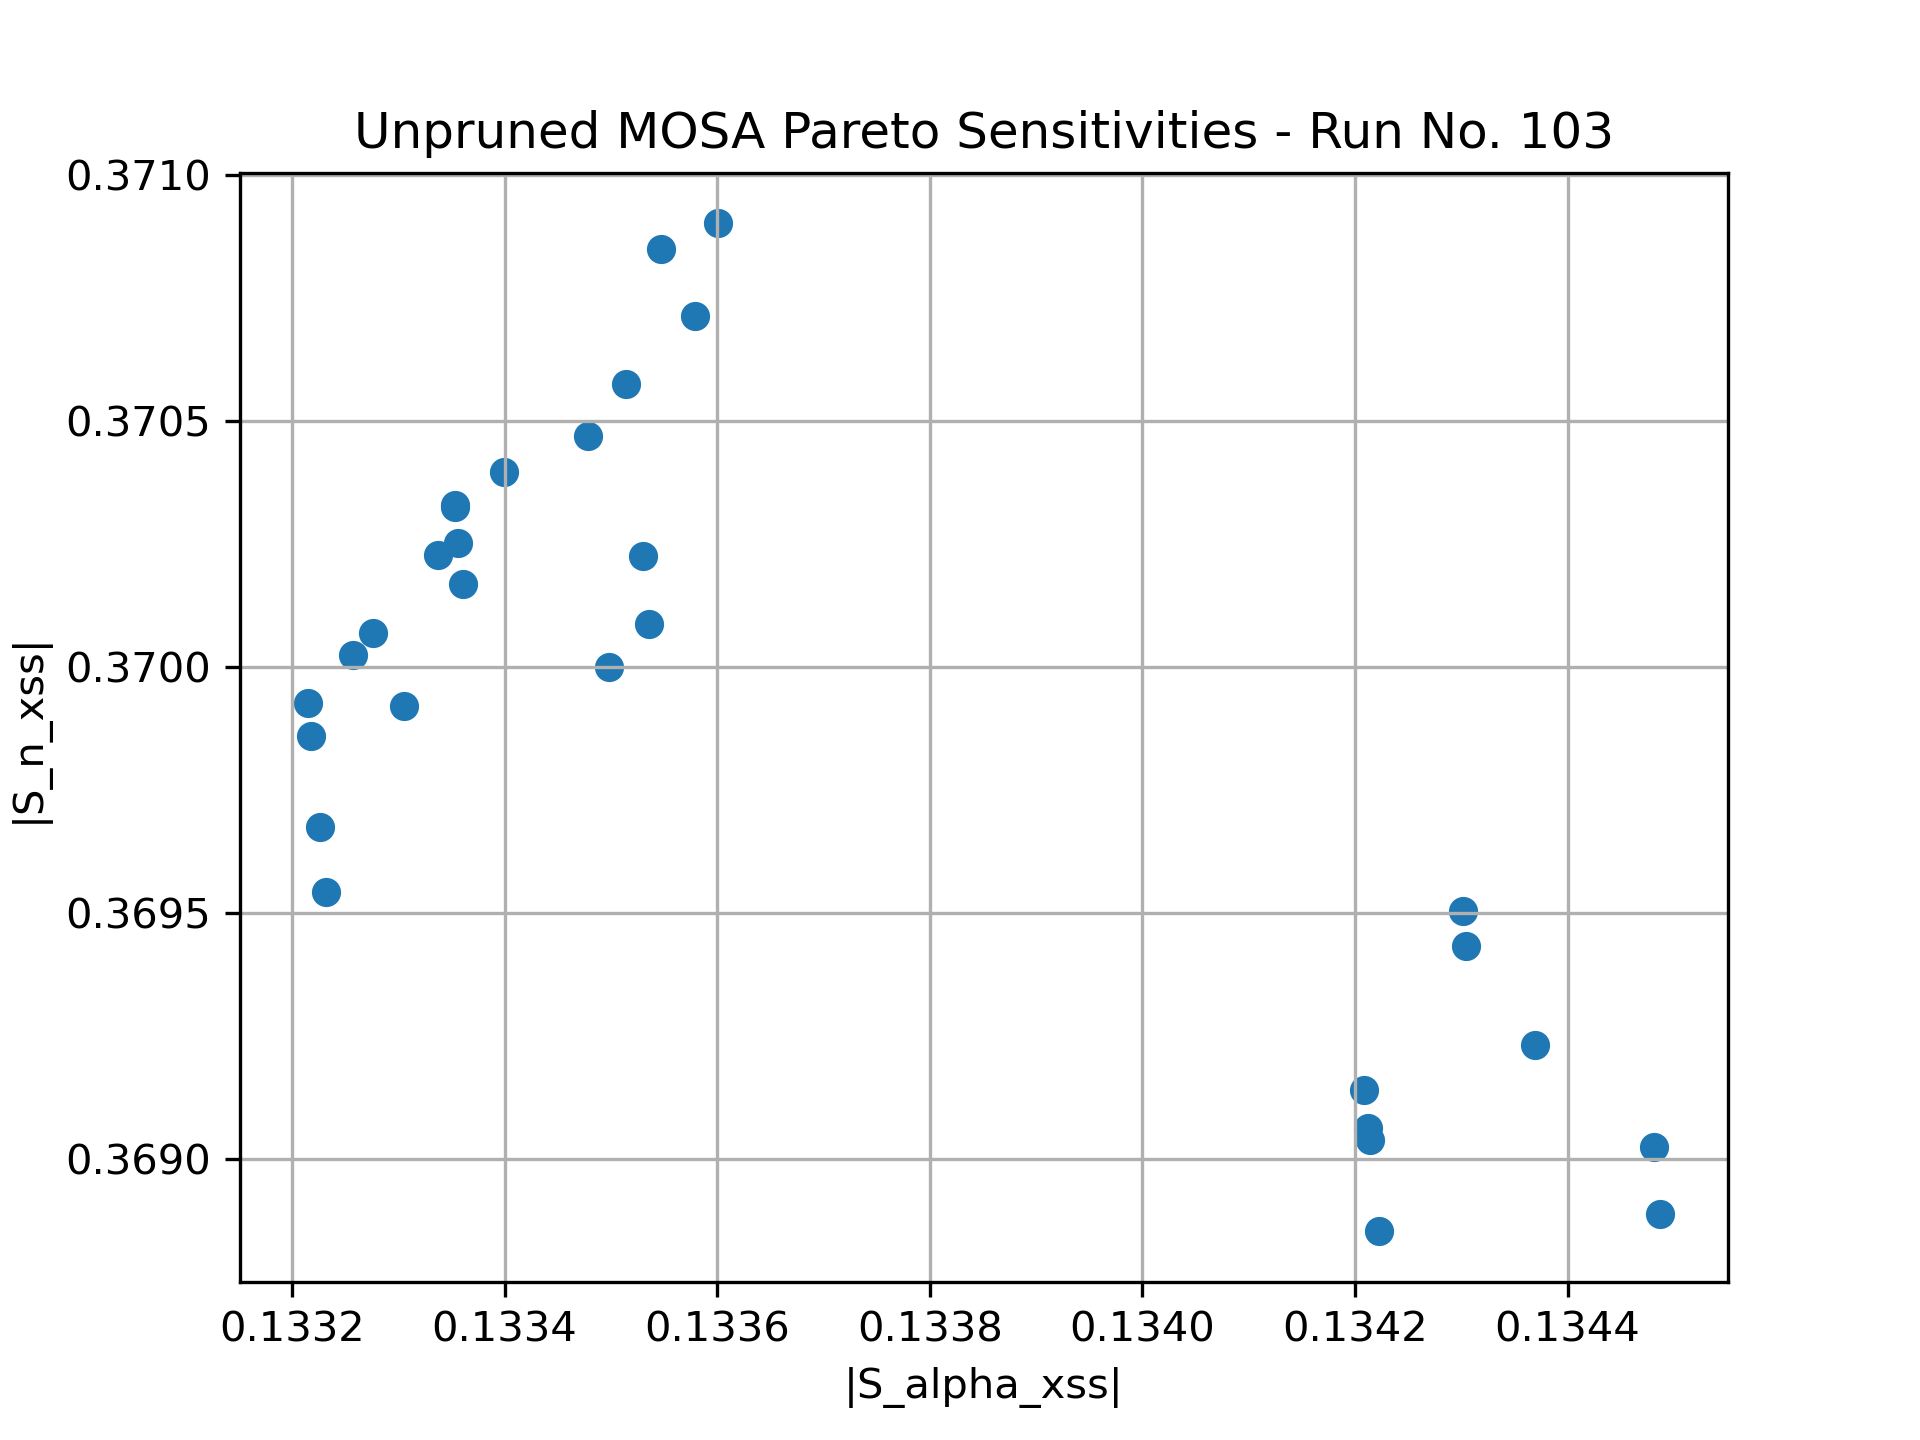 Unpruned MOSA Pareto Sensitivities - Run No. 103
0.3710
0.3705
0.3700
0.3695
0.3690
|S_n_xss|
0.1332 0.1334 0.1336 0.1338 0.1340 0.1342 0.1344
|S_alpha_xss|